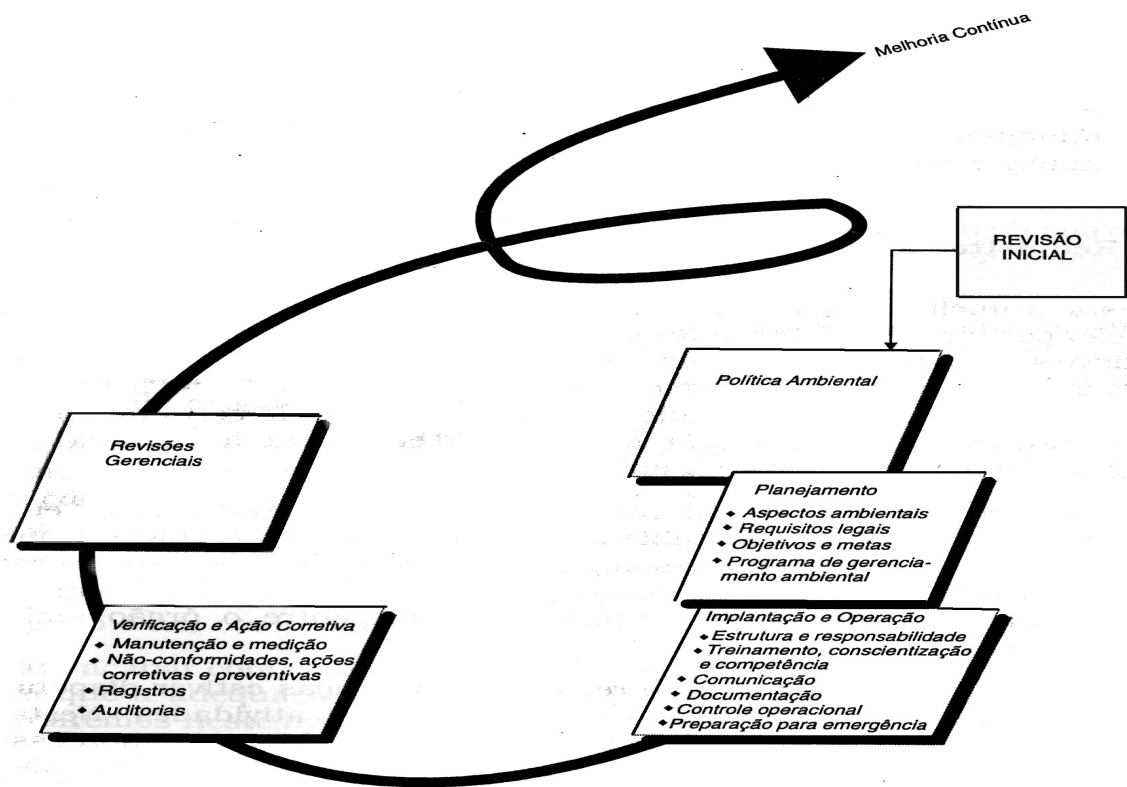 Melhoria Contínua
REVISÃO
INICIAL
Política Ambiental
Planejamento
◆ Aspectos ambientais
◆ Requisitos legais
◆ Objetivos e metas
◆ Programa de gerencia-
mento ambiental
Implantação e Operação
◆ Estrutura e responsabilidade
◆ Treinamento, conscientização
e competência
◆ Comunicação
◆ Documentação
◆ Controle operacional
◆ Preparação para emergência
Verificação e Ação Corretiva
◆ Manutenção e medição
◆ Não-conformidades, ações
corretivas e preventivas
◆ Registros
◆ Auditorias
Revisões
Gerenciais